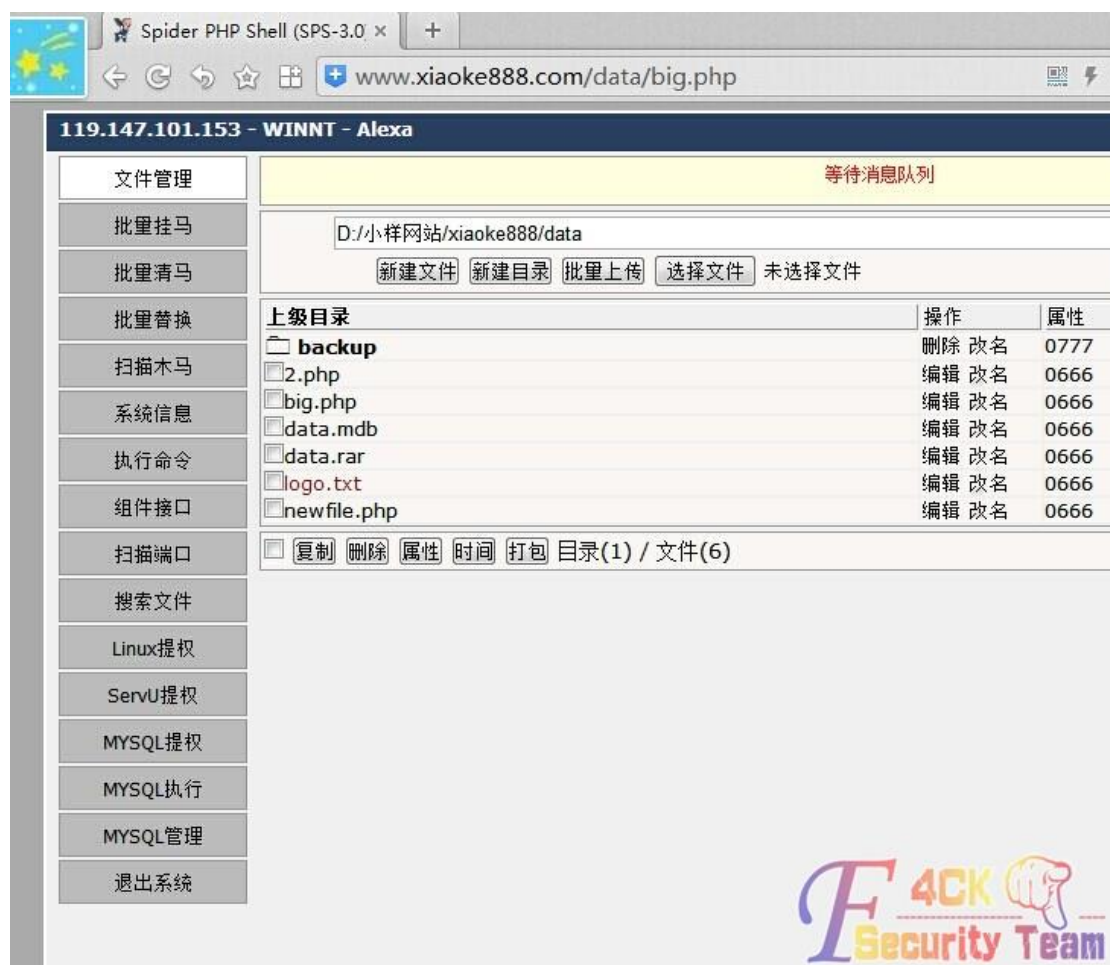 Spider PHP Shell (SPS-3.0
www.xiaoke888.com/data/big.php
119.147.101.153 - WINNT - Alexa
文件管理
等待消息队列
批量挂马
D:/小样网站/xiaoke888/data
批量清马
新建文件 新建目录 批量上传 选择文件 未选择文件
批量替换
上级目录 操作 属性
backup 删除 改名 0777
扫描木马
2.php 编辑 改名 0666
big.php 编辑 改名 0666
系统信息
data.mdb 编辑 改名 0666
data.rar 编辑 改名 0666
执行命令
logo.txt 编辑 改名 0666
newfile.php 编辑 改名 0666
组件接口
扫描端口
复制 删除 属性 时间 打包 目录(1) / 文件(6)
搜索文件
Linux提权
ServU提权
MYSQL提权
MYSQL执行
MYSQL管理
退出系统
F4CK
Security Team